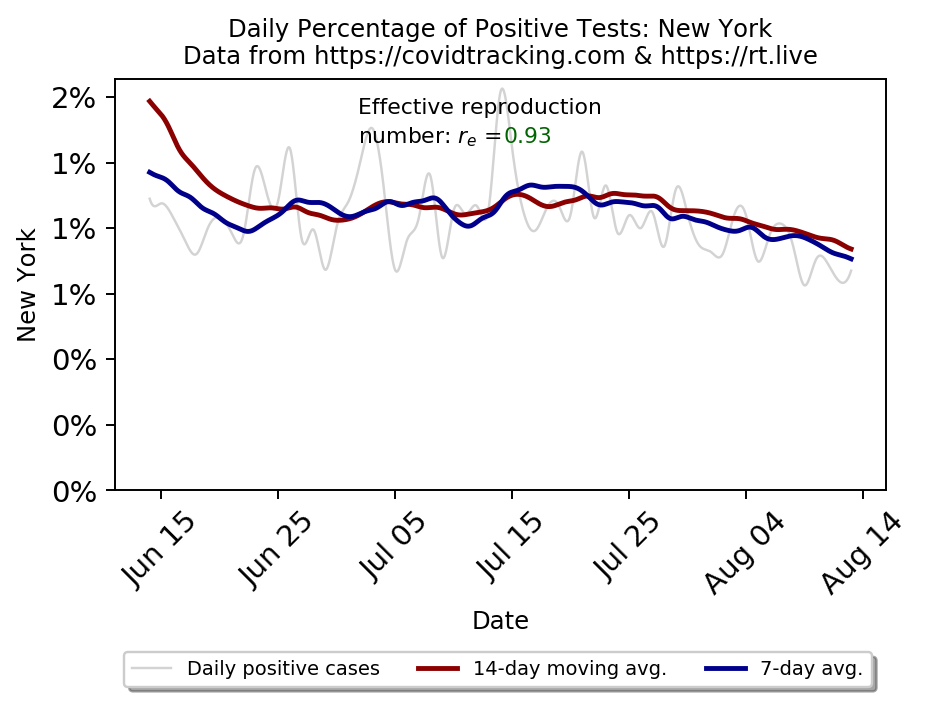 Daily Percentage of Positive Tests: New York
Data from https://covidtracking.com & https://rt.live
Effective reproduction
number: rₑ =0.93
2%
1%
1%
1%
0%
0%
0%
New York
Jun 15
Jun 25
Jul 05
Jul 15
Jul 25
Aug 04
Aug 14
Date
Daily positive cases
14-day moving avg.
7-day avg.